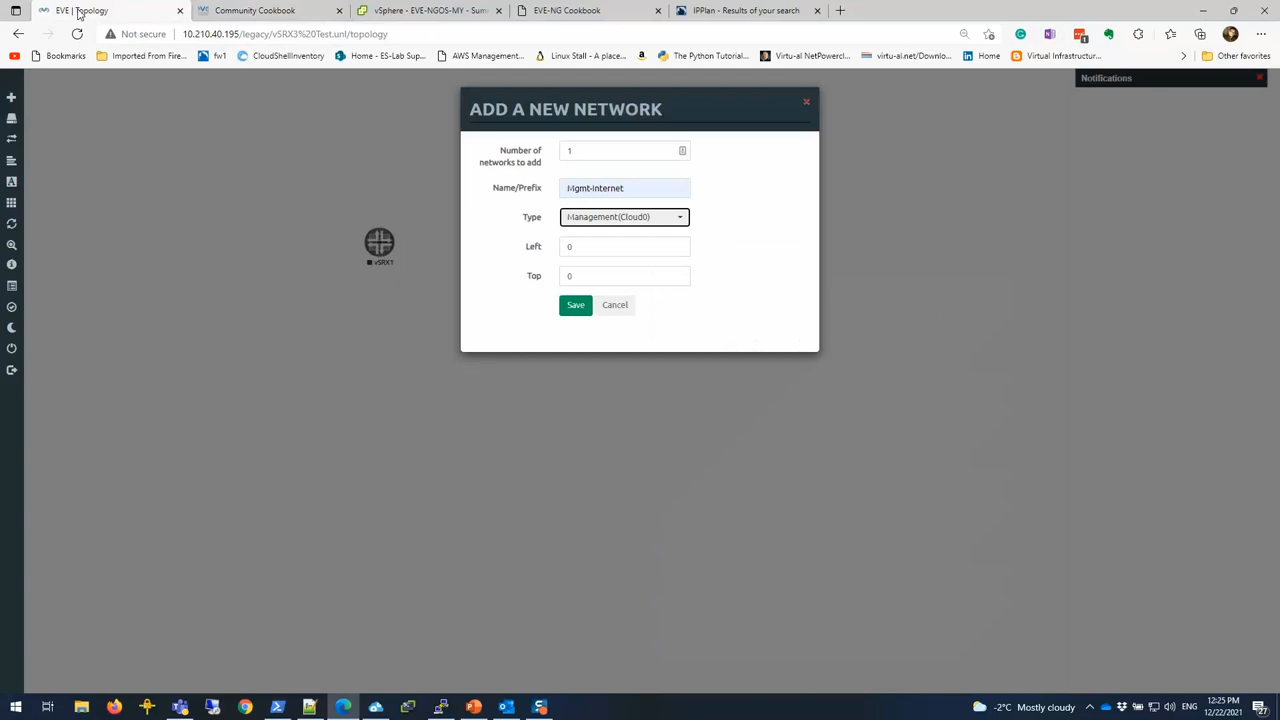 EVE | Topology
Community Cookbook
vSphere - EVE-NGOS-MY - Sum
EVE-NG Cookbook
IPPlan - Results of your search
Not secure
10.210.40.195/legacy/vSRX3%20Test.unl/topology
1
Bookmarks
Imported From Fire...
fw1
CloudShellInventory
Home - ES-Lab Sup...
AWS Management...
Linux Stall - A place...
The Python Tutorial...
Virtu-al NetPowercl...
virtu-al.net/Downlo...
Home
Virtual Infrastructur...
Other favorites
Notifications
ADD A NEW NETWORK
Number of
networks to add
1
Name/Prefix
Mgmt-Internet
Type
Management(Cloud0)
Left
0
Top
0
Save
Cancel
vSRX1
-2°C Mostly cloudy
ENG
12:25 PM
12/22/2021
27